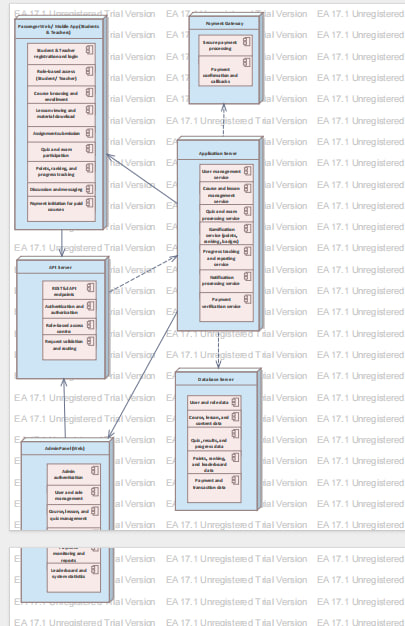 EA 17.1 Unregistered Trial Version
Passenger Web / Mobile App (Students
& Teachers)
Student & Teacher
registration and login
Role-based access
(Student/ Teacher)
Course browsing and
enrollment
Lesson viewing and
material download
Assignment submission
Quiz and exam
participation
Points, ranking, and
progress tracking
Discussion and messaging
Payment initiation for paid
courses
Payment Gateway
Secure payment
processing
Payment
confirmation and
callbacks
Application Server
User management
service
Course and lesson
management
service
Quiz and exam
processing service
Gamification
service (points,
ranking, badges)
Progress tracking
and reporting
service
Notification
processing service
Payment
verification service
API Server
RESTful API
endpoints
Authentication and
authorization
Role-based access
control
Request validation
and routing
Database Server
User and role data
Course, lesson, and
content data
Quiz, results, and
progress data
Points, ranking,
and leaderboard
data
Payment and
transaction data
Admin Panel (Web)
Admin
authentication
User and role
management
Course, lesson, and
quiz management
monitoring and
reports
Leaderboard and
system statistic